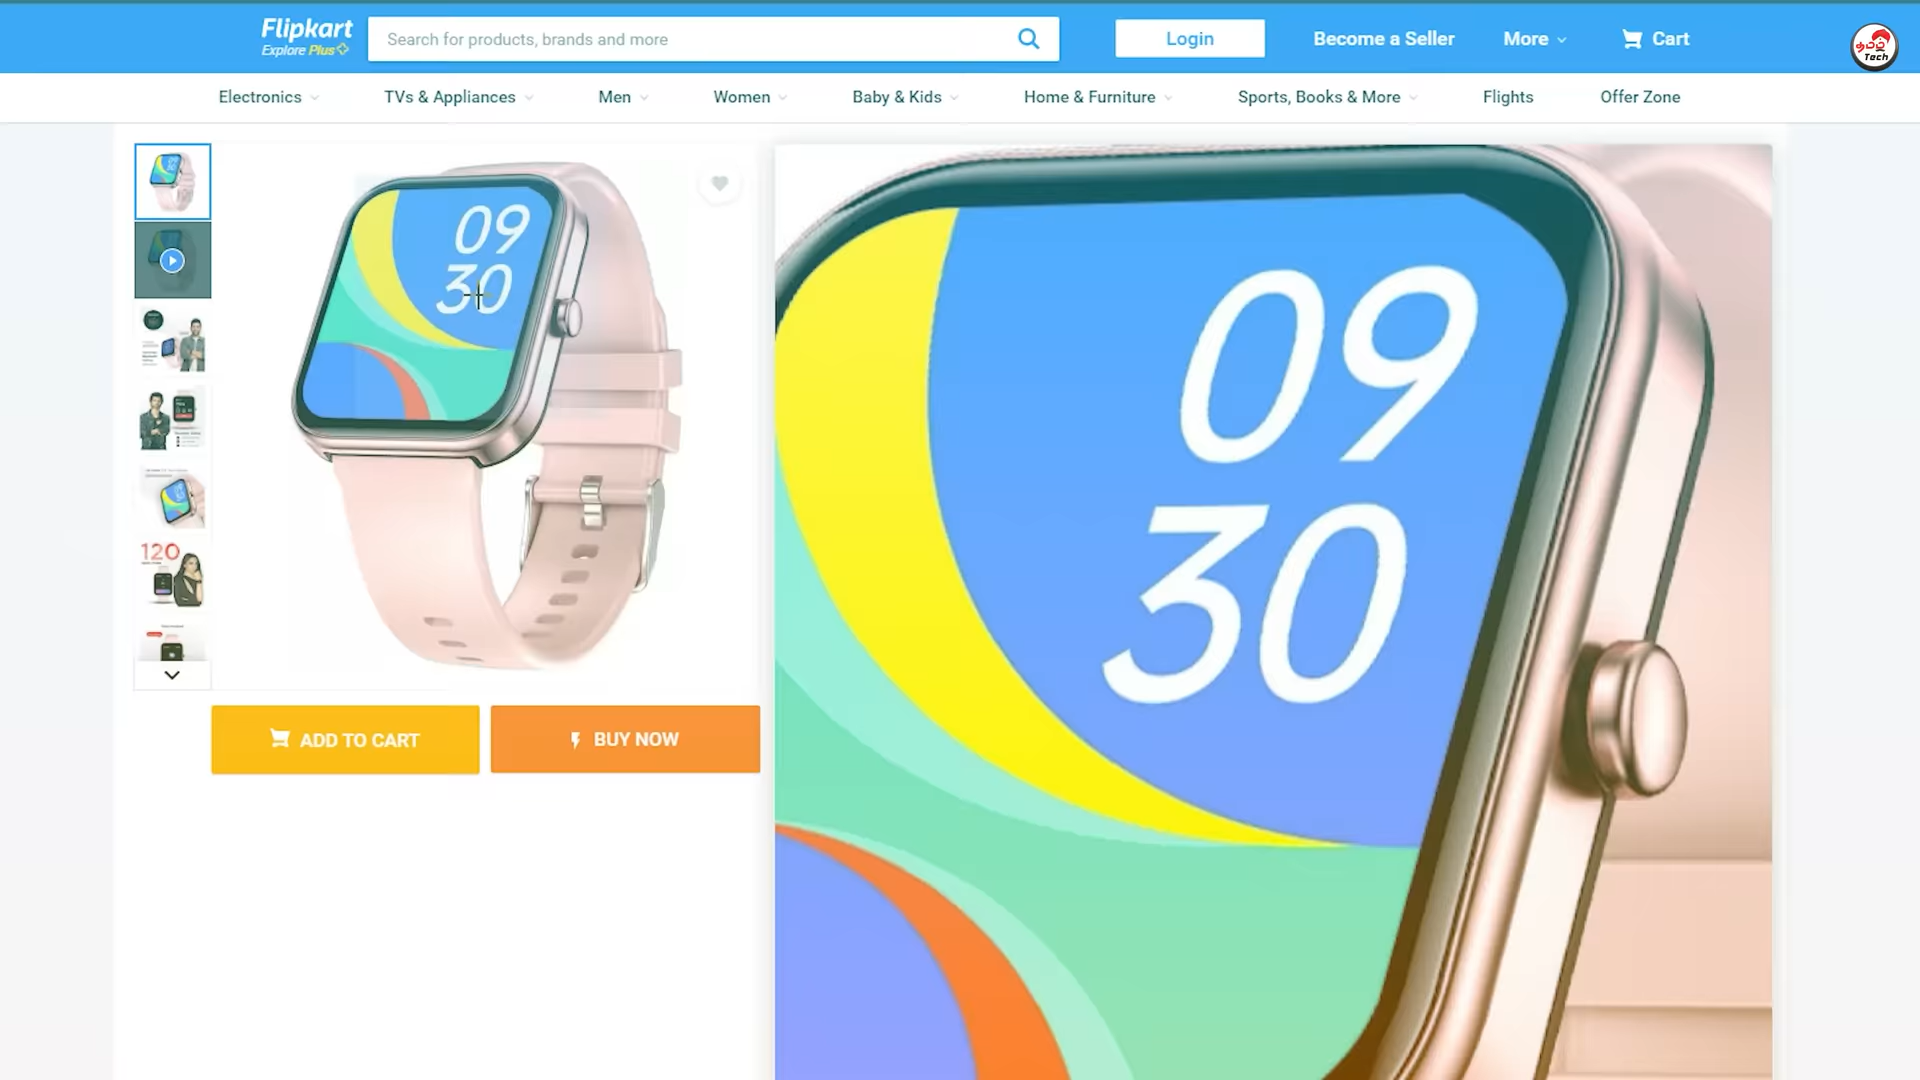 Flipkart
Explore Plus
Search for products, brands and more
Login
Become a Seller
More
Cart
தமிழ்
Tech
Electronics
TVs & Appliances
Men
Women
Baby & Kids
Home & Furniture
Sports, Books & More
Flights
Offer Zone
09
30
09
30
120
ADD TO CART
BUY NOW